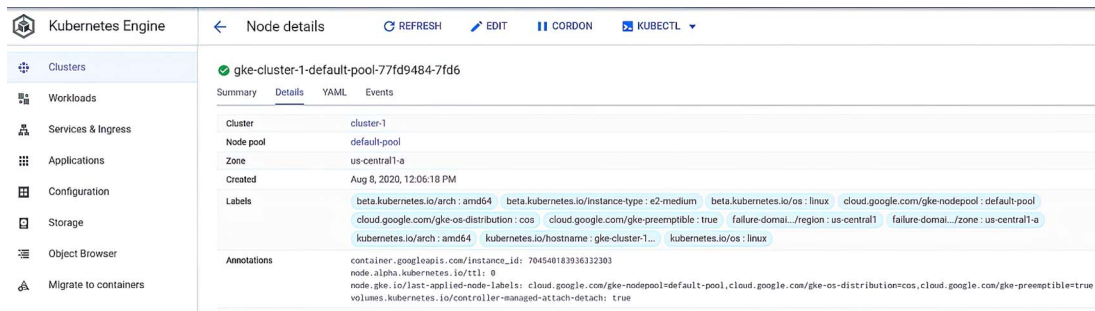 Kubernetes Engine
Node details
REFRESH
EDIT
CORDON
KUBECTL
Clusters
Workloads
Services & Ingress
Applications
Configuration
Storage
Object Browser
Migrate to containers
gke-cluster-1-default-pool-77fd9484-7fd6
Summary Details YAML Events
Cluster cluster-1
Node pool default-pool
Zone us-central1-a
Created Aug 8, 2020, 12:06:18 PM
Labels beta.kubernetes.io/arch : amd64 beta.kubernetes.io/instance-type : e2-medium beta.kubernetes.io/os : linux cloud.google.com/gke-nodepool : default-pool
cloud.google.com/gke-os-distribution : cos cloud.google.com/gke-preemptible : true failure-domai.../region : us-central1 failure-domai.../zone : us-central1-a
kubernetes.io/arch : amd64 kubernetes.io/hostname : gke-cluster-1... kubernetes.io/os : linux
Annotations container.googleapis.com/instance_id: 704540183936332303
node.alpha.kubernetes.io/ttl: 0
node.gke.io/last-applied-node-labels: cloud.google.com/gke-nodepool=default-pool,cloud.google.com/gke-os-distribution=cos,cloud.google.com/gke-preemptible=true
volumes.kubernetes.io/controller-managed-attach-detach: true